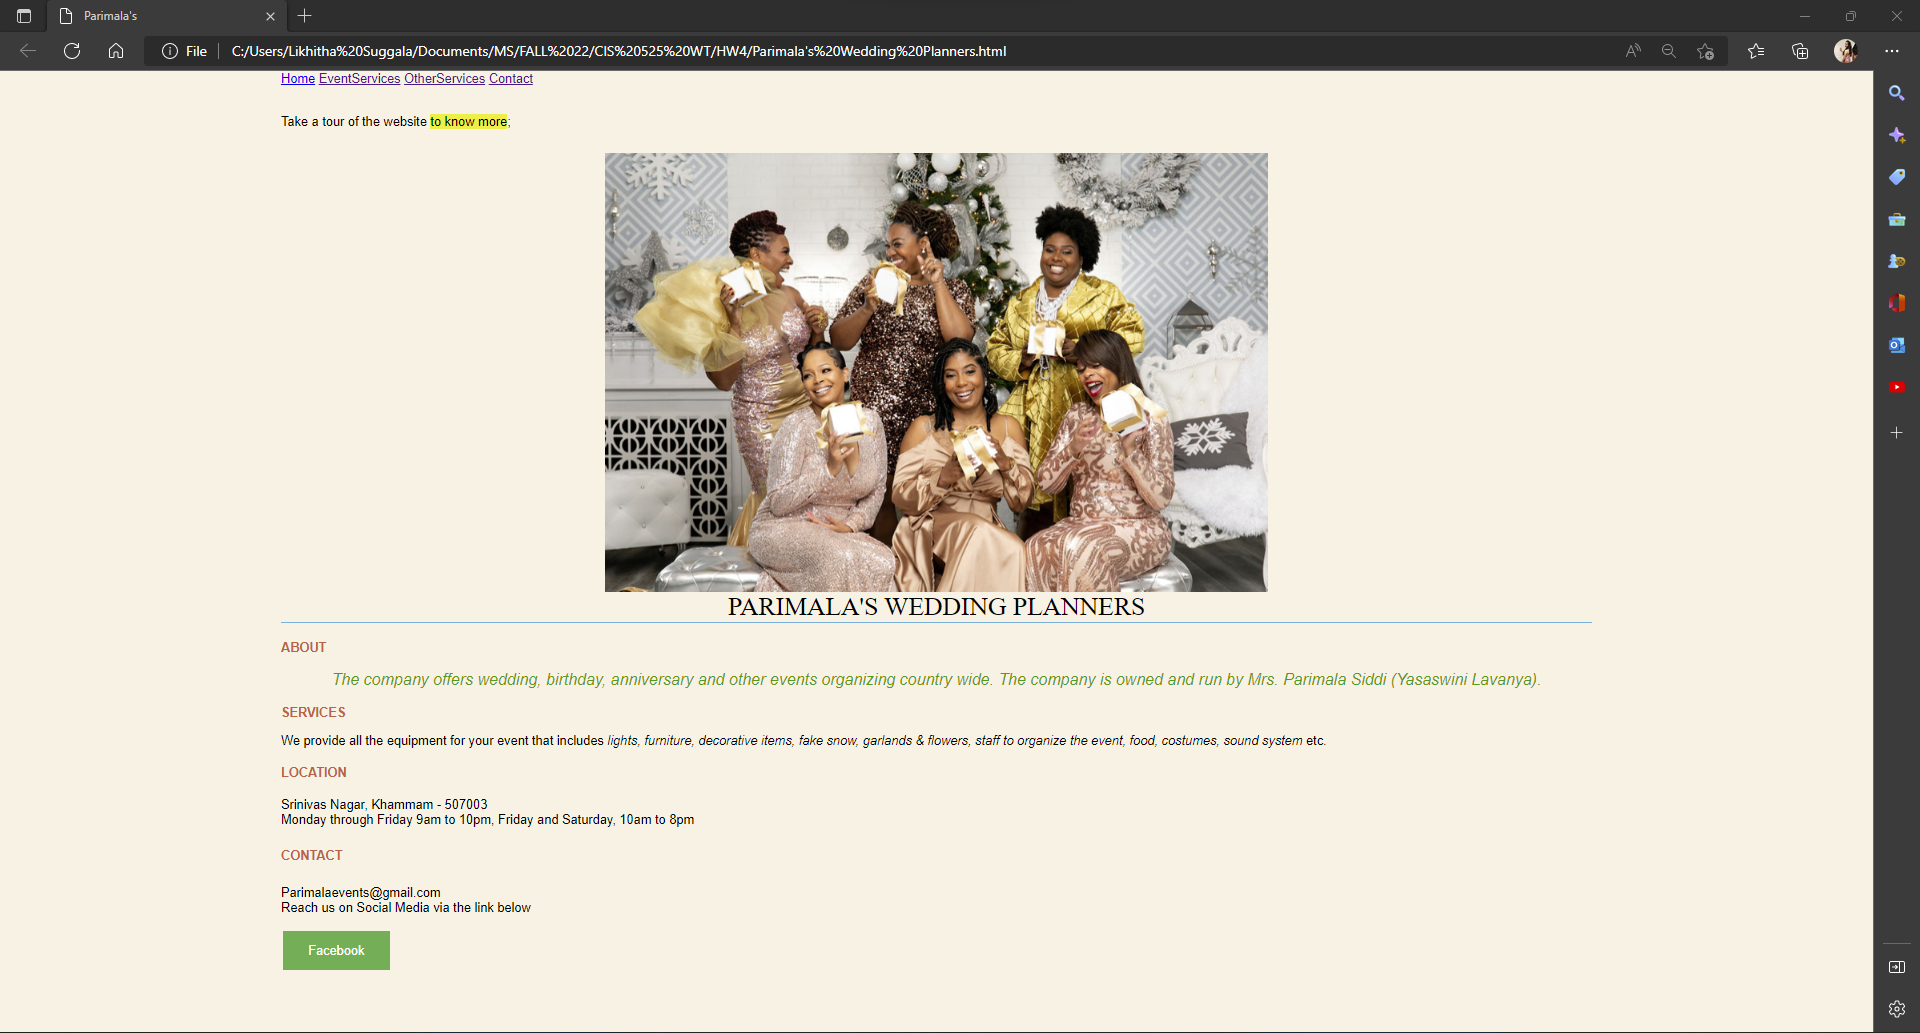 Parimala's
File
C:/Users/Likhitha%20Suggala/Documents/MS/FALL%2022/CIS%20525%20WT/HW4/Parimala's%20Wedding%20Planners.html
Home EventServices OtherServices Contact
Take a tour of the website to know more;
PARIMALA'S WEDDING PLANNERS
ABOUT
The company offers wedding, birthday, anniversary and other events organizing country wide. The company is owned and run by Mrs. Parimala Siddi (Yasaswini Lavanya).
SERVICES
We provide all the equipment for your event that includes lights, furniture, decorative items, fake snow, garlands & flowers, staff to organize the event, food, costumes, sound system etc.
LOCATION
Srinivas Nagar, Khammam - 507003
Monday through Friday 9am to 10pm, Friday and Saturday, 10am to 8pm
CONTACT
Parimalaevents@gmail.com
Reach us on Social Media via the link below
Facebook